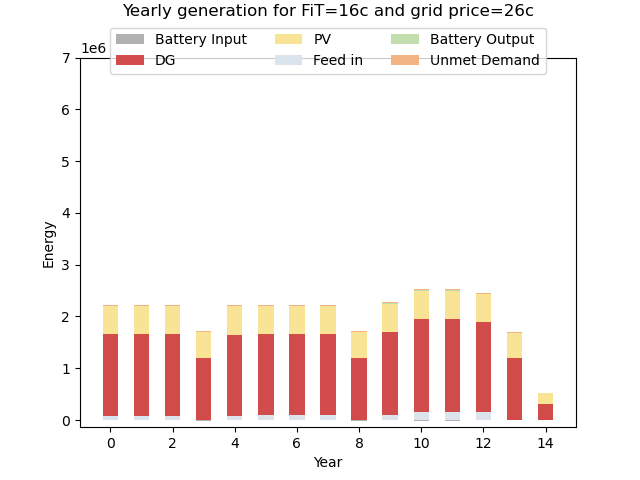 Yearly generation for FiT=16c and grid price=26c
1e6
Battery Input PV Battery Output
DG Feed in Unmet Demand
7
6
5
4
3
2
1
0
Energy
0 2 4 6 8 10 12 14
Year